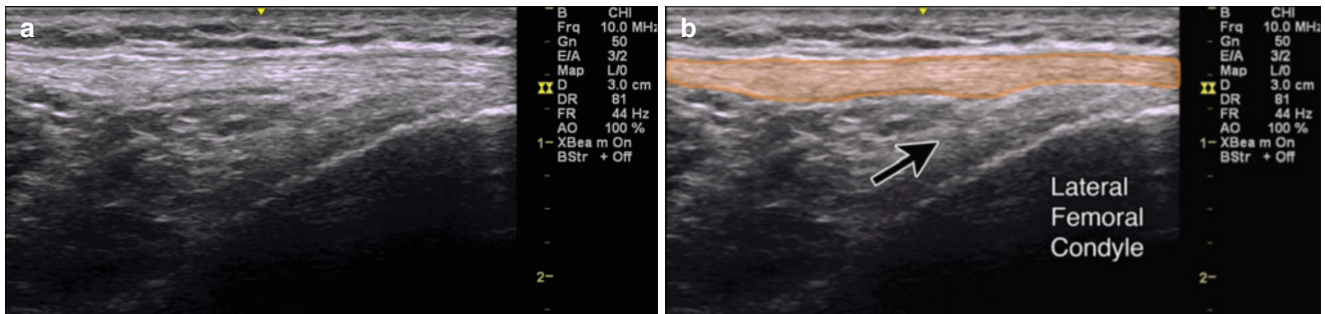 a
B CHI
Frq 10.0 MHz
Gn 50
E/A 3/2
Map L/0
D 3.0 cm
DR 81
FR 44 Hz
AO 100 %
XBeam On
BStr + Off
1
2
b
B CHI
Frq 10.0 MHz
Gn 50
E/A 3/2
Map L/0
D 3.0 cm
DR 81
FR 44 Hz
AO 100 %
XBeam On
BStr + Off
1
2
Lateral
Femoral
Condyle